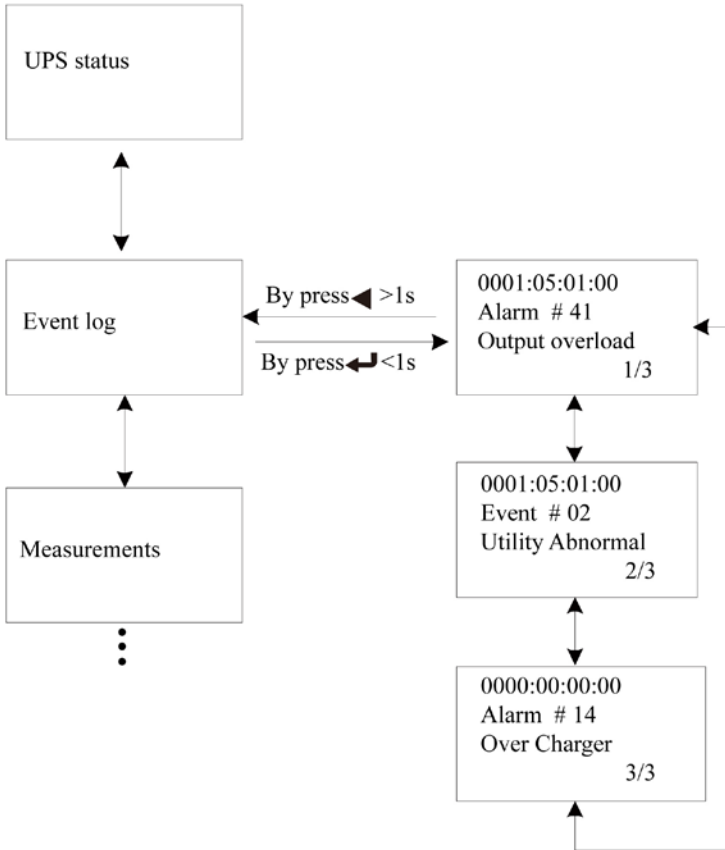 UPS status
Event log
By press◀ >1s
By press↵ <1s
0001:05:01:00
Alarm # 41
Output overload
1/3
Measurements
0001:05:01:00
Event # 02
Utility Abnormal
2/3
0000:00:00:00
Alarm # 14
Over Charger
3/3